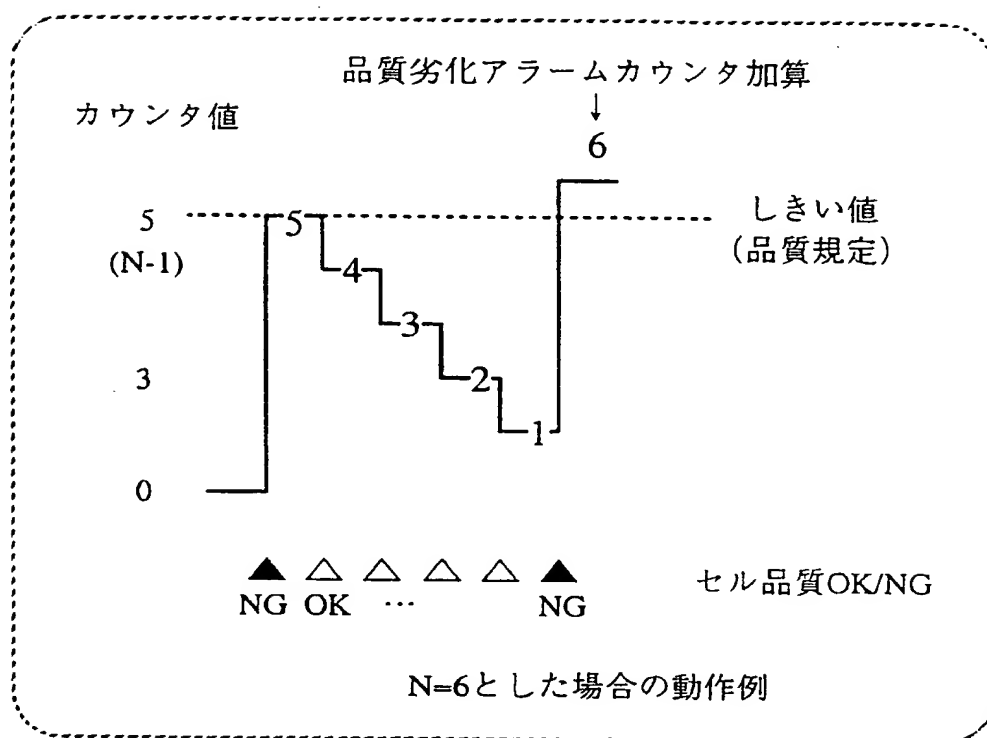 品質劣化アラームカウンタ加算
カウンタ値
↓
6
5
(N-1)
5
しきい値
(品質規定)
4
3
3
2
1
0
NG OK … NG
セル品質OK/NG
N=6とした場合の動作例